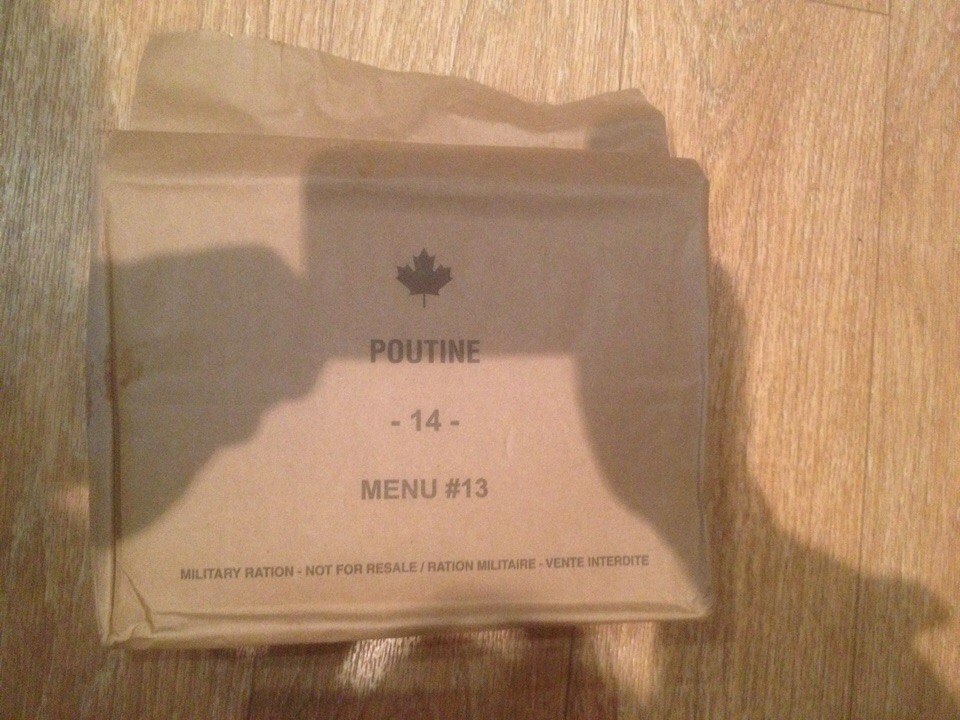 POUTINE
- 14 -
MENU #13
MILITARY RATION - NOT FOR RESALE / RATION MILITAIRE - VENTE INTERDITE